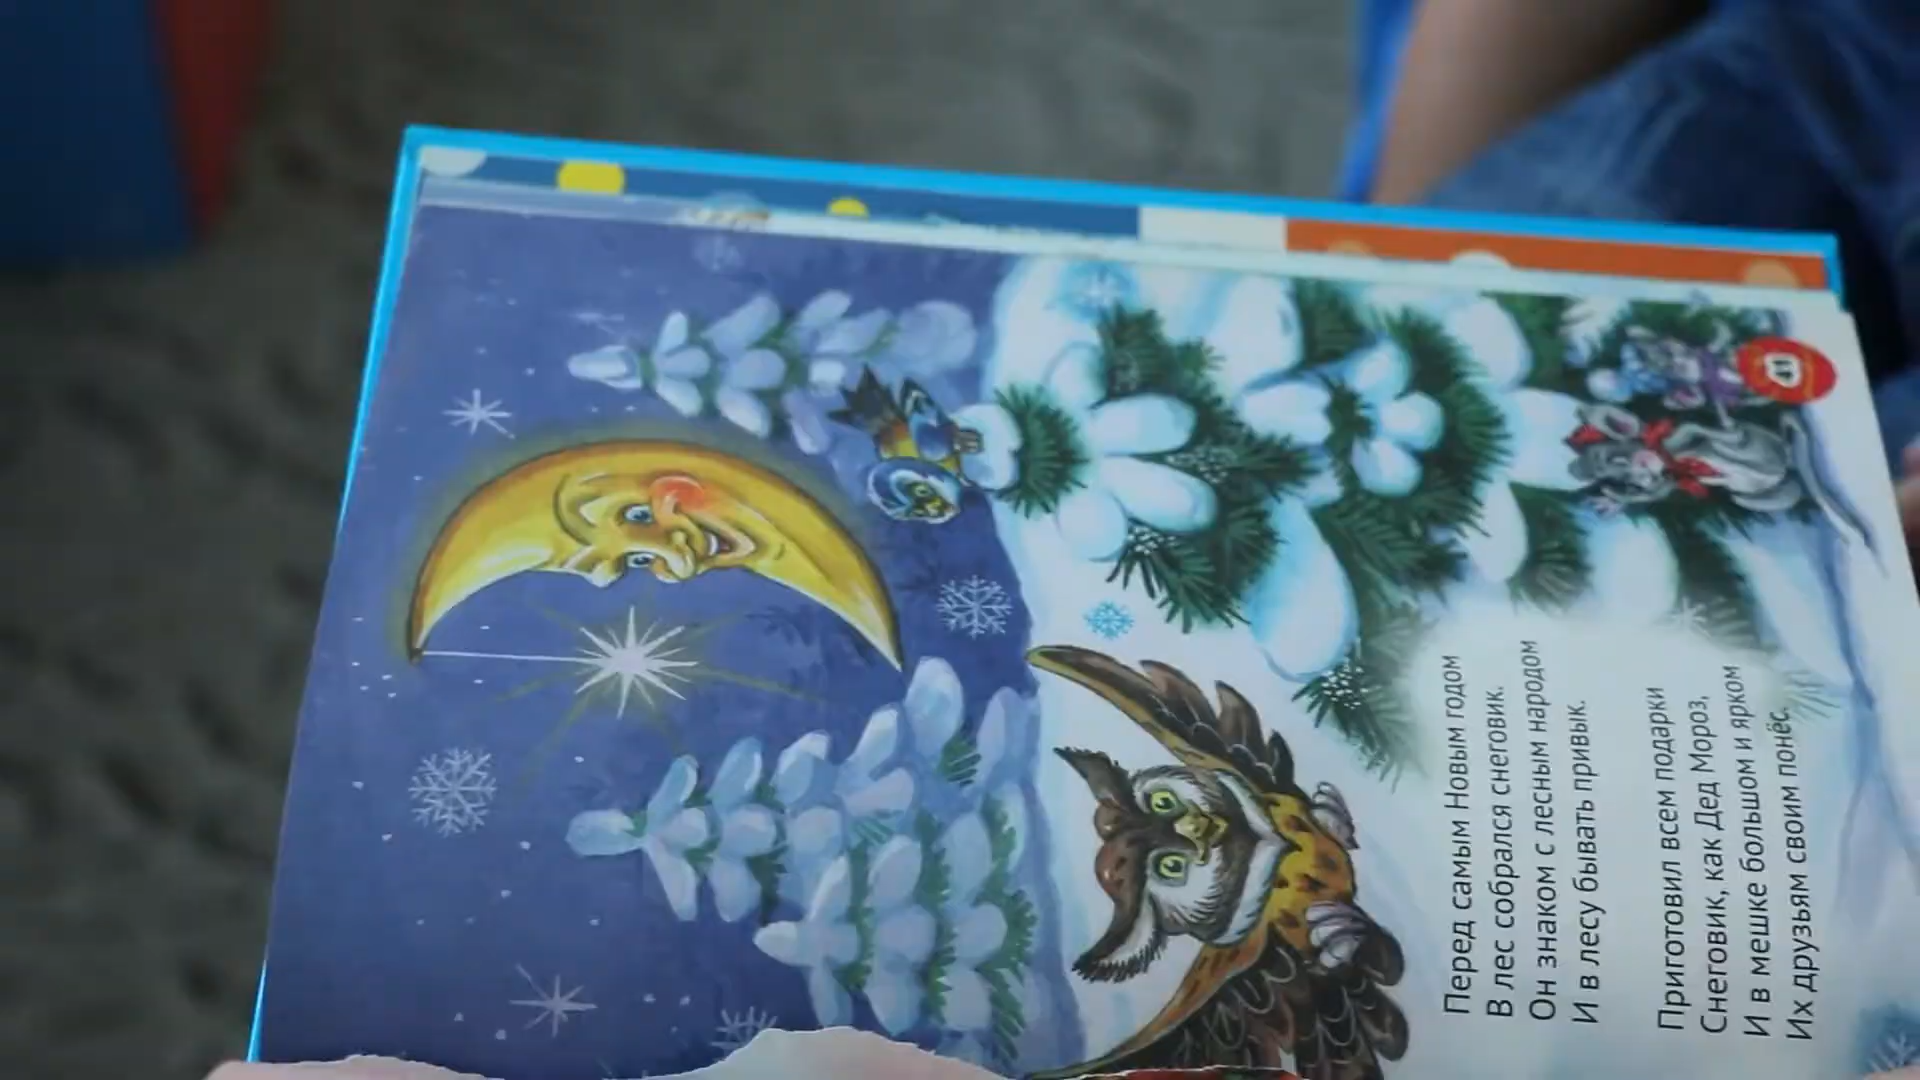 Перед самым Новым годом
В лес собрался снеговик.
Он знаком с лесным народом
И в лесу бывать привык.
Приготовил всем подарки
Снеговик, как Дед Мороз,
И в мешке большом и ярком
Их друзьям своим понёс.
41